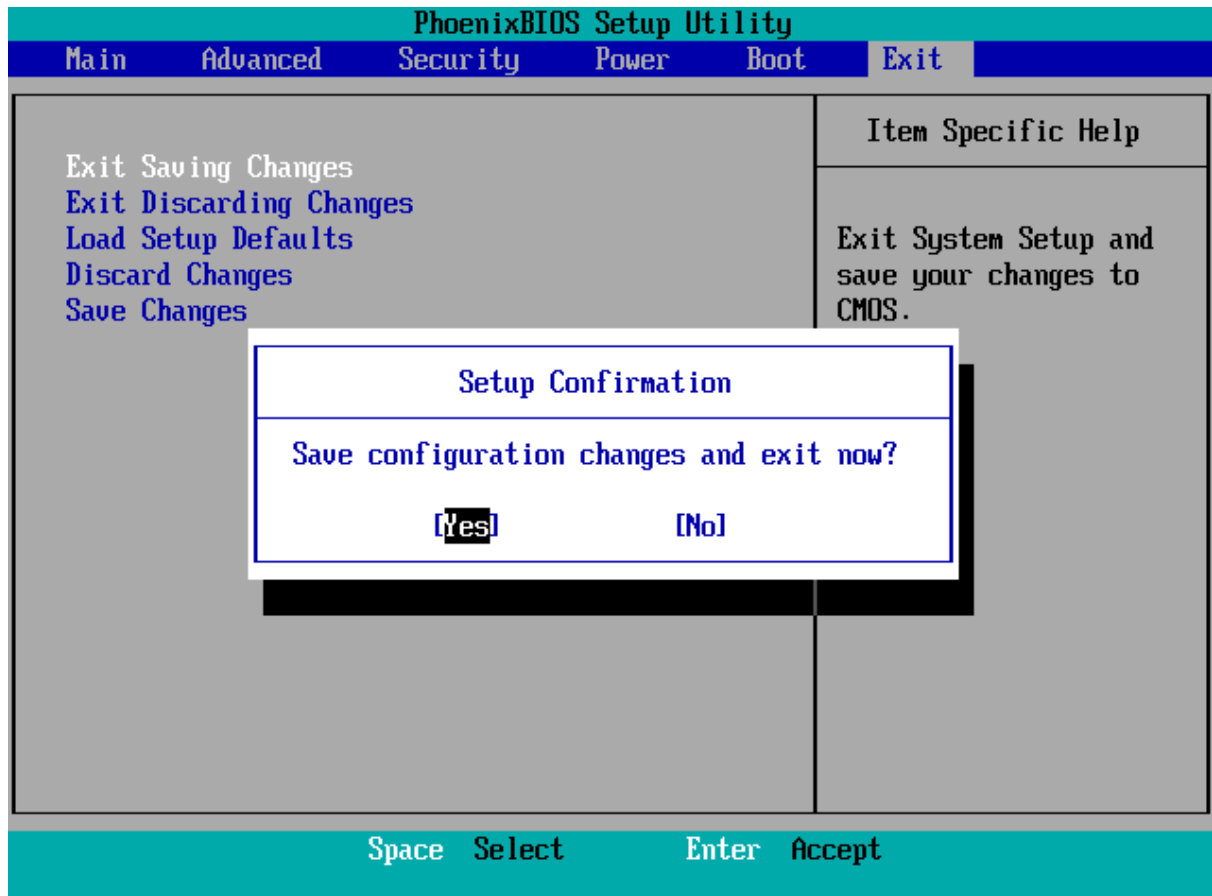 PhoenixBIOS Setup Utility
Main Advanced Security Power Boot Exit
Exit Saving Changes
Exit Discarding Changes
Load Setup Defaults
Discard Changes
Save Changes
Item Specific Help
Exit System Setup and
save your changes to
CMOS.
Setup Confirmation
Save configuration changes and exit now?
[Yes] [No]
Space Select Enter Accept